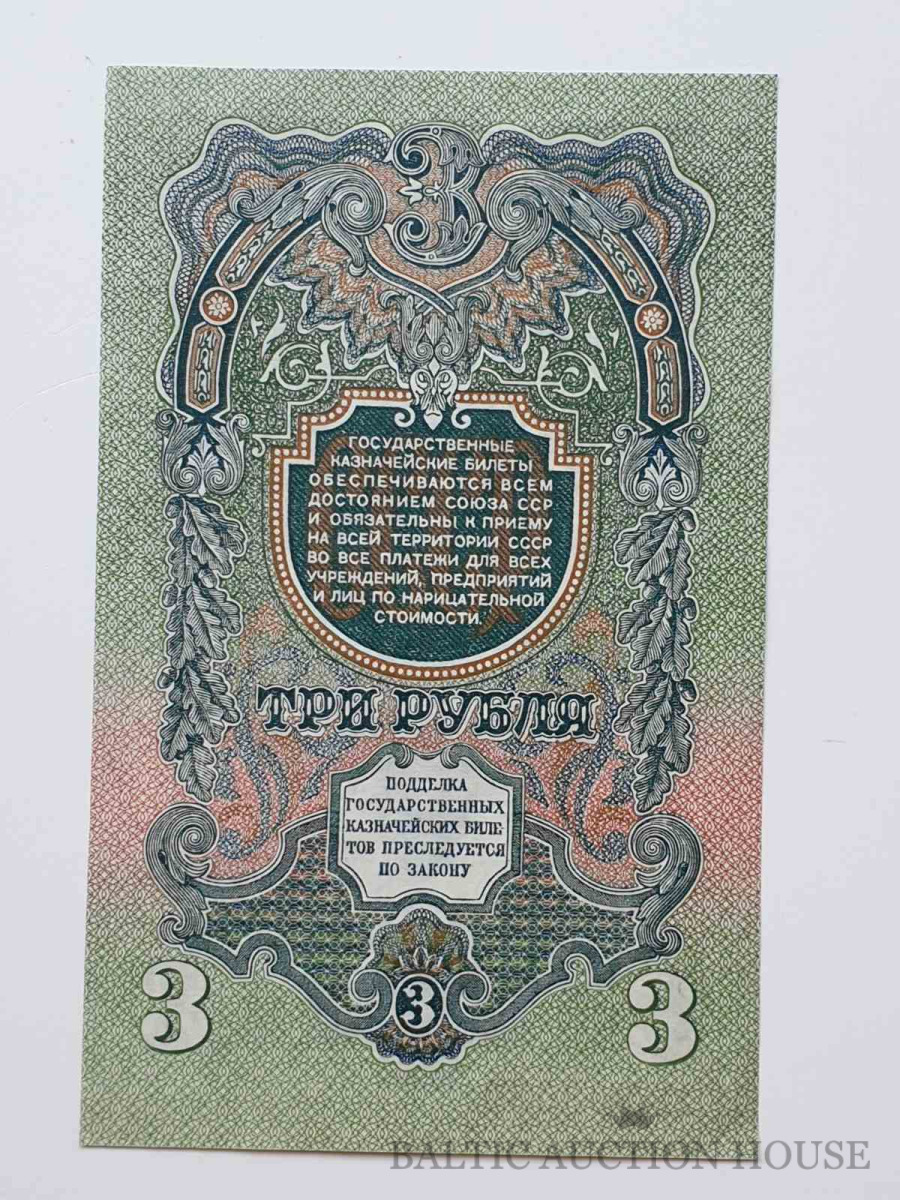 3
ГОСУДАРСТВЕННЫЕ
КАЗНАЧЕЙСКИЕ БИЛЕТЫ
ОБЕСПЕЧИВАЮТСЯ ВСЕМ
ДОСТОЯНИЕМ СОЮЗА ССР
И ОБЯЗАТЕЛЬНЫ К ПРИЕМУ
НА ВСЕЙ ТЕРРИТОРИИ СССР
ВО ВСЕ ПЛАТЕЖИ ДЛЯ ВСЕХ
УЧРЕЖДЕНИЙ, ПРЕДПРИЯТИЙ
И ЛИЦ ПО НАРИЦАТЕЛЬНОЙ
СТОИМОСТИ.
ТРИ РУБЛЯ
ПОДДЕЛКА
ГОСУДАРСТВЕННЫХ
КАЗНАЧЕЙСКИХ БИЛЕ-
ТОВ ПРЕСЛЕДУЕТСЯ
ПО ЗАКОНУ
3 3 3
BALTIC AUCTION HOUSE